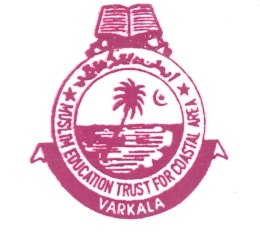 ★ MUSLIM EDUCATION TRUST FOR COASTAL AREA ★
VARKALA